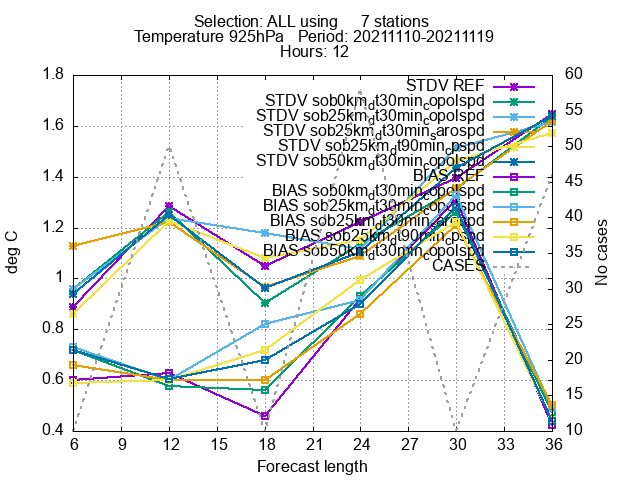 Selection: ALL using 7 stations
Temperature 925hPa Period: 20211110-20211119
Hours: 12
1.8
1.6
1.4
1.2
1
0.8
0.6
0.4
deg C
60
55
50
45
40
35
30
25
20
15
10
No cases
STDV REF
STDV sob0km_dt30min_copolspd
STDV sob25km_dt30min_copolspd
STDV sob25km_dt30min_sarospd
STDV sob25km_dt90min_cpspd
STDV sob50km_dt30min_copolspd
BIAS REF
BIAS sob0km_dt30min_copolspd
BIAS sob25km_dt30min_copolspd
BIAS sob25km_dt30min_sarospd
BIAS sob25km_dt90min_cpspd
BIAS sob50km_dt30min_copolspd
CASES
6 9 12 15 18 21 24 27 30 33 36
Forecast length